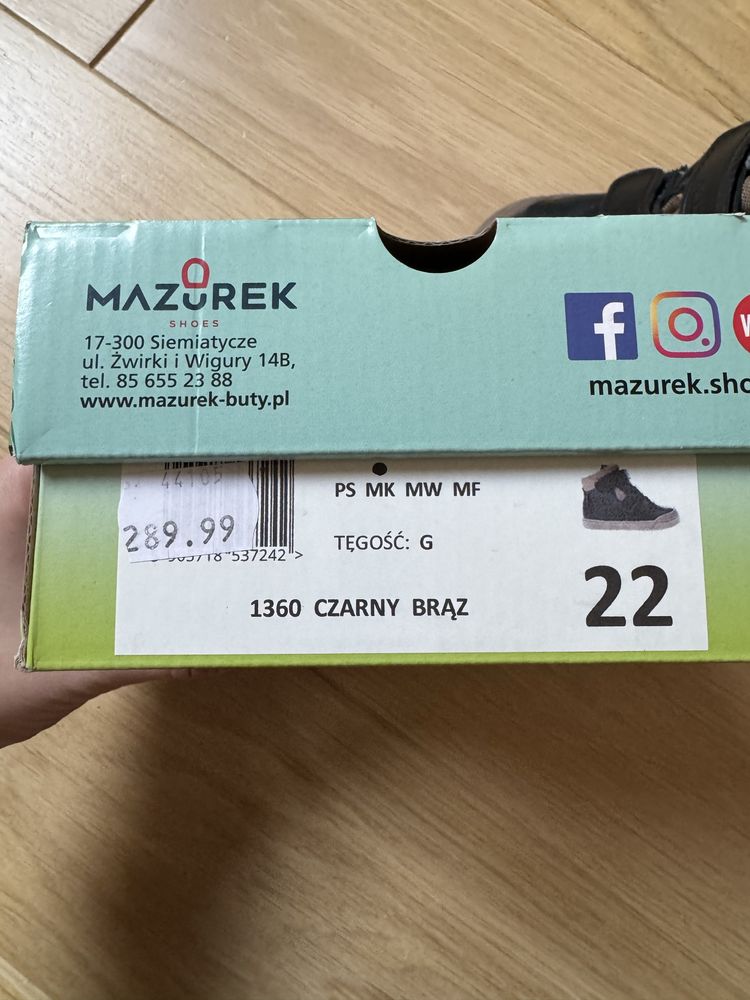 MAZUREK
SHOES
17-300 Siemiatycze
ul. Żwirki i Wigury 14B,
tel. 85 655 23 88
www.mazurek-buty.pl
f
mazurek.sho
44105
289.99
537242 >
PS MK MW MF
TĘGOŚĆ: G
1360 CZARNY BRĄZ
22